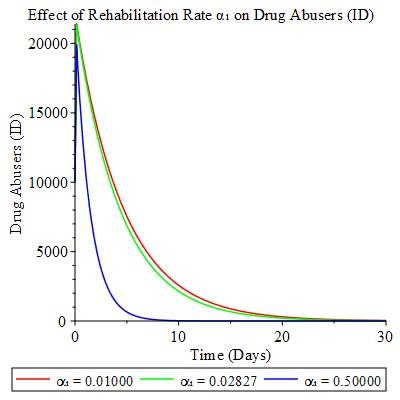 Effect of Rehabilitation Rate α₁ on Drug Abusers (ID)
20000
15000
10000
5000
0
Drug Abusers (ID)
0 10 20 30
Time (Days)
α₁ = 0.01000 α₁ = 0.02827 α₁ = 0.50000